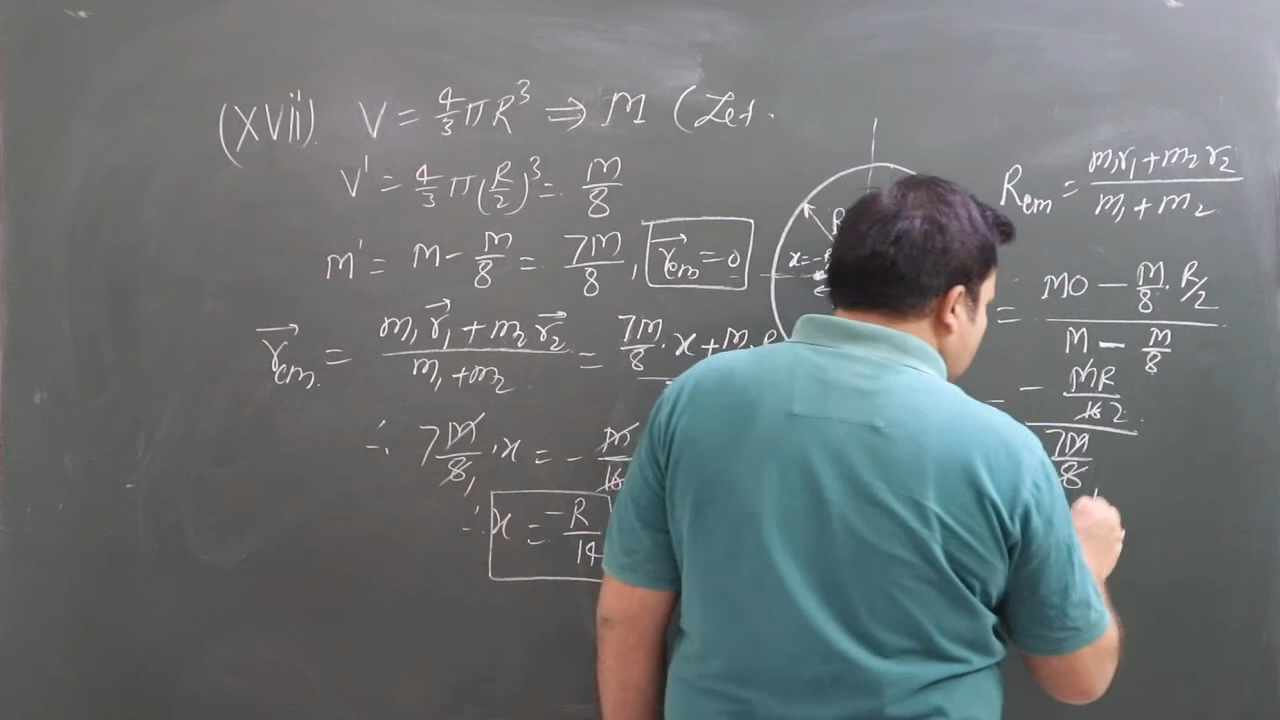 (xvii) V = 4/3 πR³ ⇒ M (Let.
V' = 4/3 π(R/2)³ = M/8
m' = M - M/8 = 7M/8, r⃗cm = 0
r⃗cm. = (m₁r⃗₁ + m₂r⃗₂)/(m₁ + m₂) = 7M/8 · x + M ·
∴ 7M/8 · x = - M/16
∴ x = -R/14
R
x = -
Rcm = (m₁r₁ + m₂r₂)/(m₁ + m₂)
= (M0 - M/8 · R/2)/(M - M/8)
= (- MR/16 2)/(7M/8 1)